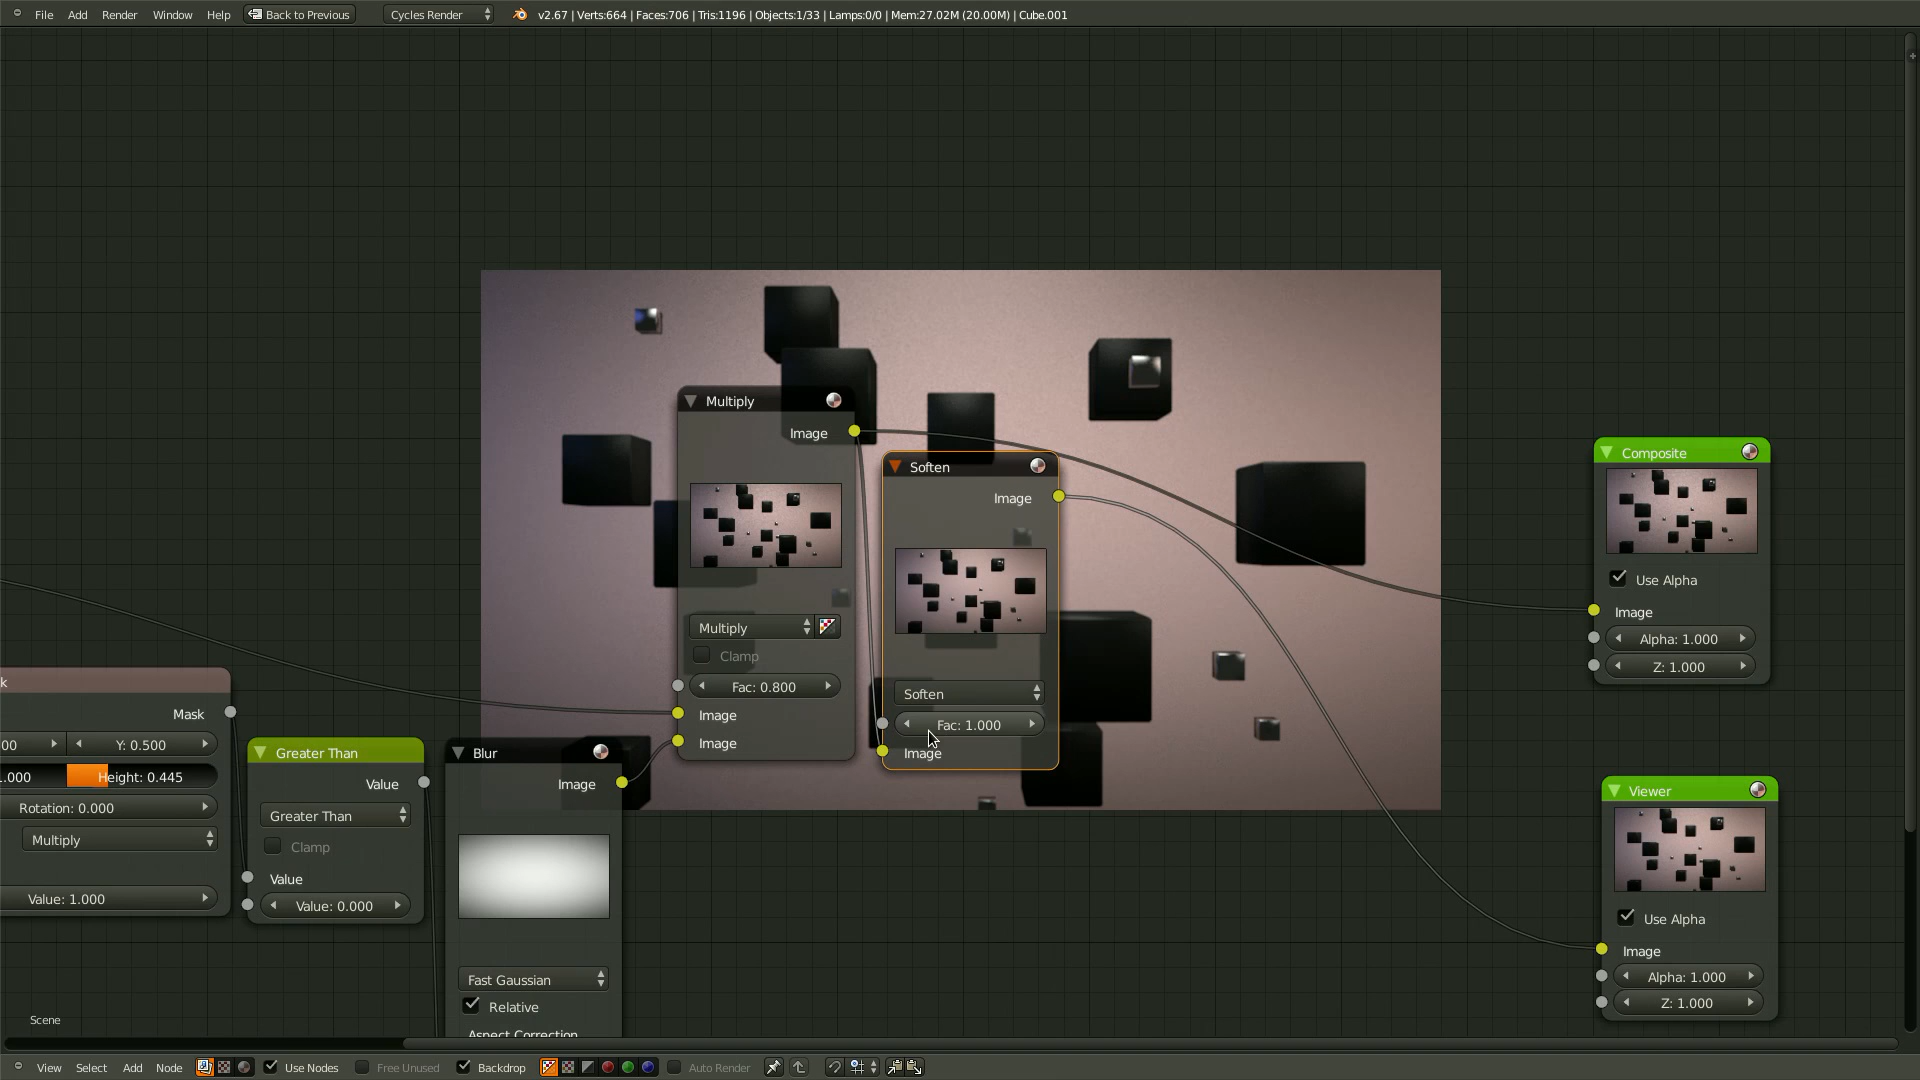 File Add Render Window Help Back to Previous Cycles Render v2.67 | Verts:664 | Faces:706 | Tris:1196 | Objects:1/33 | Lamps:0/0 | Mem:27.02M (20.00M) | Cube.001
Multiply
Image
Multiply
Clamp
Fac: 0.800
Image
Image
Soften
Image
Soften
Fac: 1.000
Image
Composite
Use Alpha
Image
Alpha: 1.000
Z: 1.000
k
Mask
00 Y: 0.500
.000 Height: 0.445
Rotation: 0.000
Multiply
Value: 1.000
Greater Than
Value
Greater Than
Clamp
Value
Value: 0.000
Blur
Image
Fast Gaussian
Relative
Aspect Correction
Viewer
Use Alpha
Image
Alpha: 1.000
Z: 1.000
Scene
View Select Add Node Use Nodes Free Unused Backdrop Auto Render